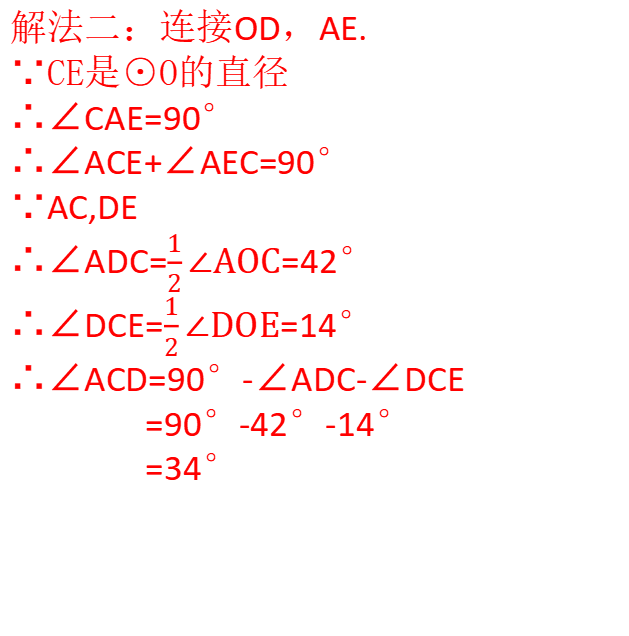 解法二：连接OD，AE.
∵CE是⊙O的直径
∴∠CAE=90°
∴∠ACE+∠AEC=90°
∵AC,DE
∴∠ADC=1/2∠AOC=42°
∴∠DCE=1/2∠DOE=14°
∴∠ACD=90°-∠ADC-∠DCE
=90°-42°-14°
=34°